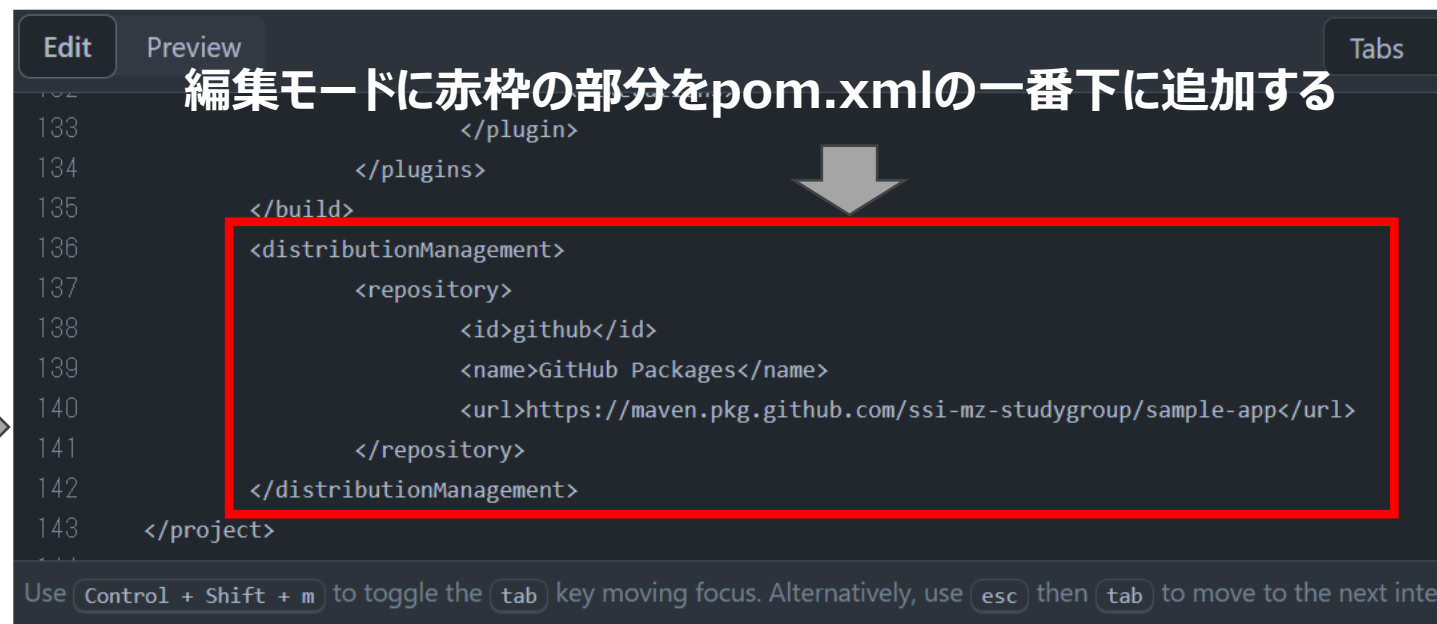 Edit Preview Tabs
編集モードに赤枠の部分をpom.xmlの一番下に追加する
133 </plugin>
134 </plugins>
135 </build>
136 <distributionManagement>
137 <repository>
138 <id>github</id>
139 <name>GitHub Packages</name>
140 <url>https://maven.pkg.github.com/ssi-mz-studygroup/sample-app</url>
141 </repository>
142 </distributionManagement>
143 </project>
Use Control + Shift + m to toggle the tab key moving focus. Alternatively, use esc then tab to move to the next inte